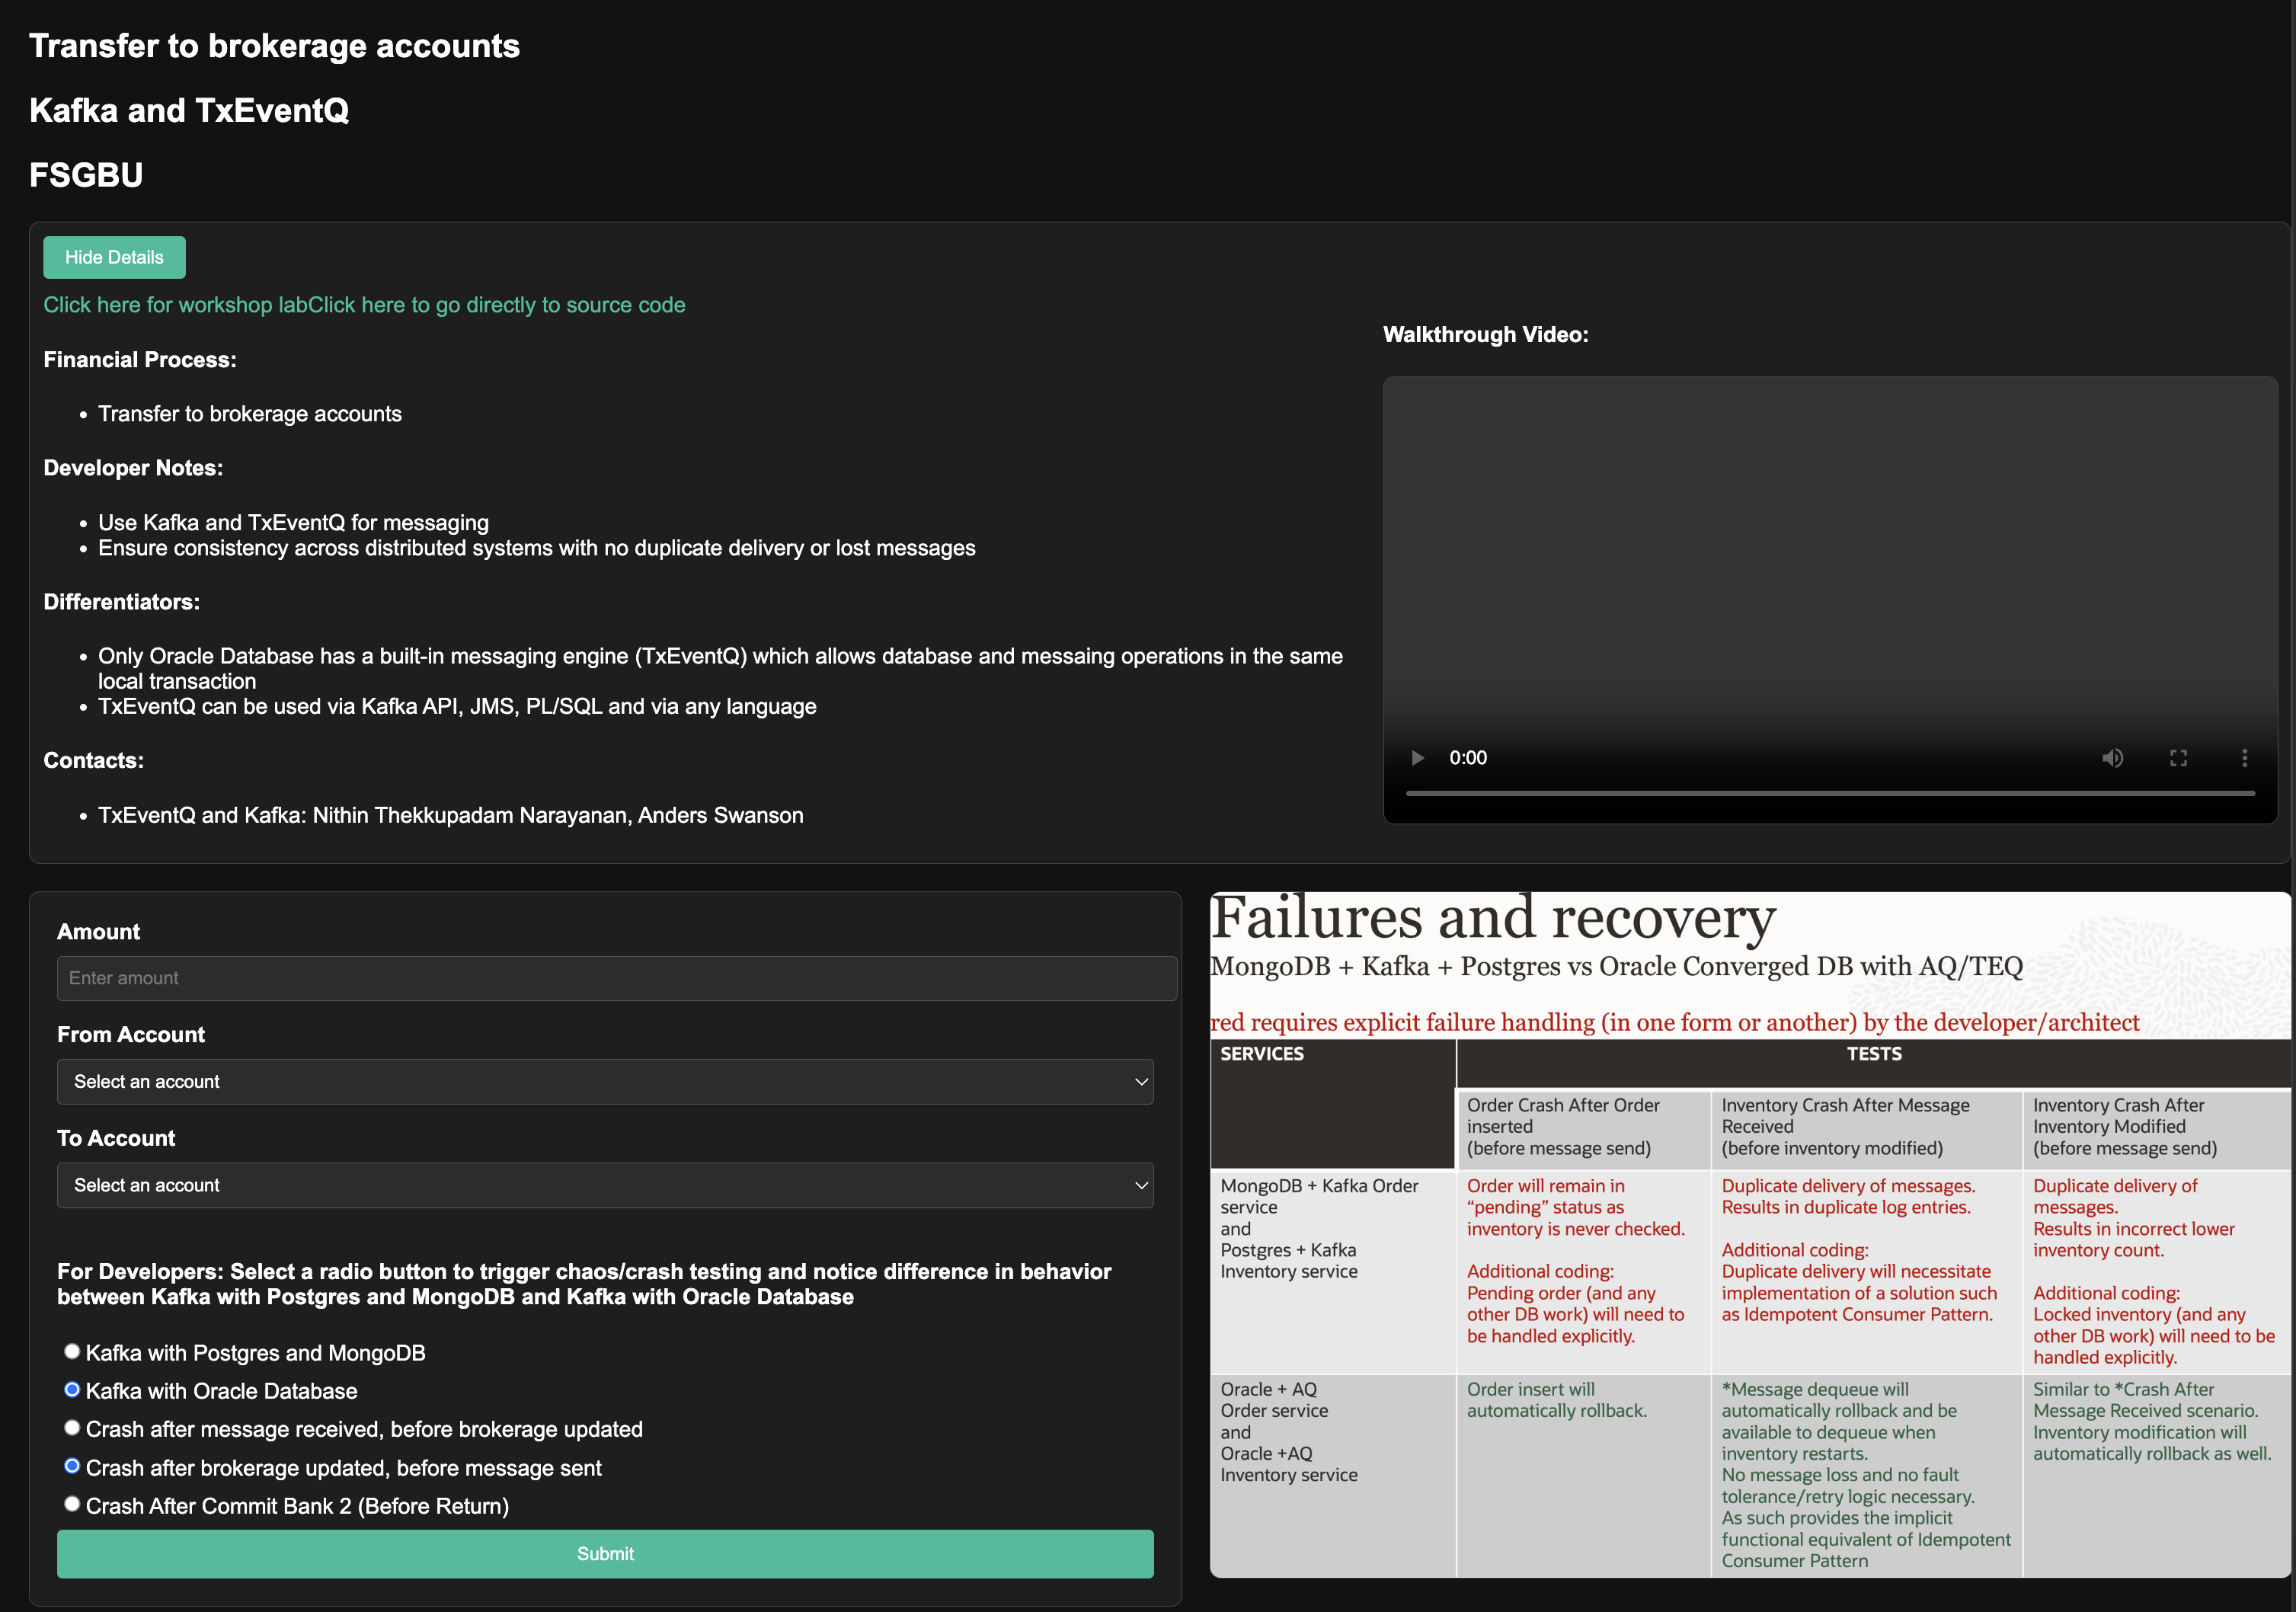 Transfer to brokerage accounts
Kafka and TxEventQ
FSGBU
Hide Details
Click here for workshop labClick here to go directly to source code
Financial Process:
Transfer to brokerage accounts
Developer Notes:
Use Kafka and TxEventQ for messaging
Ensure consistency across distributed systems with no duplicate delivery or lost messages
Differentiators:
Only Oracle Database has a built-in messaging engine (TxEventQ) which allows database and messaing operations in the same
local transaction
TxEventQ can be used via Kafka API, JMS, PL/SQL and via any language
Contacts:
TxEventQ and Kafka: Nithin Thekkupadam Narayanan, Anders Swanson
Walkthrough Video:
0:00
Amount
Enter amount
From Account
Select an account
To Account
Select an account
For Developers: Select a radio button to trigger chaos/crash testing and notice difference in behavior
between Kafka with Postgres and MongoDB and Kafka with Oracle Database
Kafka with Postgres and MongoDB
Kafka with Oracle Database
Crash after message received, before brokerage updated
Crash after brokerage updated, before message sent
Crash After Commit Bank 2 (Before Return)
Submit
Failures and recovery
MongoDB + Kafka + Postgres vs Oracle Converged DB with AQ/TEQ
red requires explicit failure handling (in one form or another) by the developer/architect
SERVICES
TESTS
Order Crash After Order
inserted
(before message send)
Inventory Crash After Message
Received
(before inventory modified)
Inventory Crash After
Inventory Modified
(before message send)
MongoDB + Kafka Order
service
and
Postgres + Kafka
Inventory service
Order will remain in
“pending” status as
inventory is never checked.
Additional coding:
Pending order (and any
other DB work) will need to
be handled explicitly.
Duplicate delivery of messages.
Results in duplicate log entries.
Additional coding:
Duplicate delivery will necessitate
implementation of a solution such
as Idempotent Consumer Pattern.
Duplicate delivery of
messages.
Results in incorrect lower
inventory count.
Additional coding:
Locked inventory (and any
other DB work) will need to be
handled explicitly.
Oracle + AQ
Order service
and
Oracle +AQ
Inventory service
Order insert will
automatically rollback.
*Message dequeue will
automatically rollback and be
available to dequeue when
inventory restarts.
No message loss and no fault
tolerance/retry logic necessary.
As such provides the implicit
functional equivalent of Idempotent
Consumer Pattern
Similar to *Crash After
Message Received scenario.
Inventory modification will
automatically rollback as well.